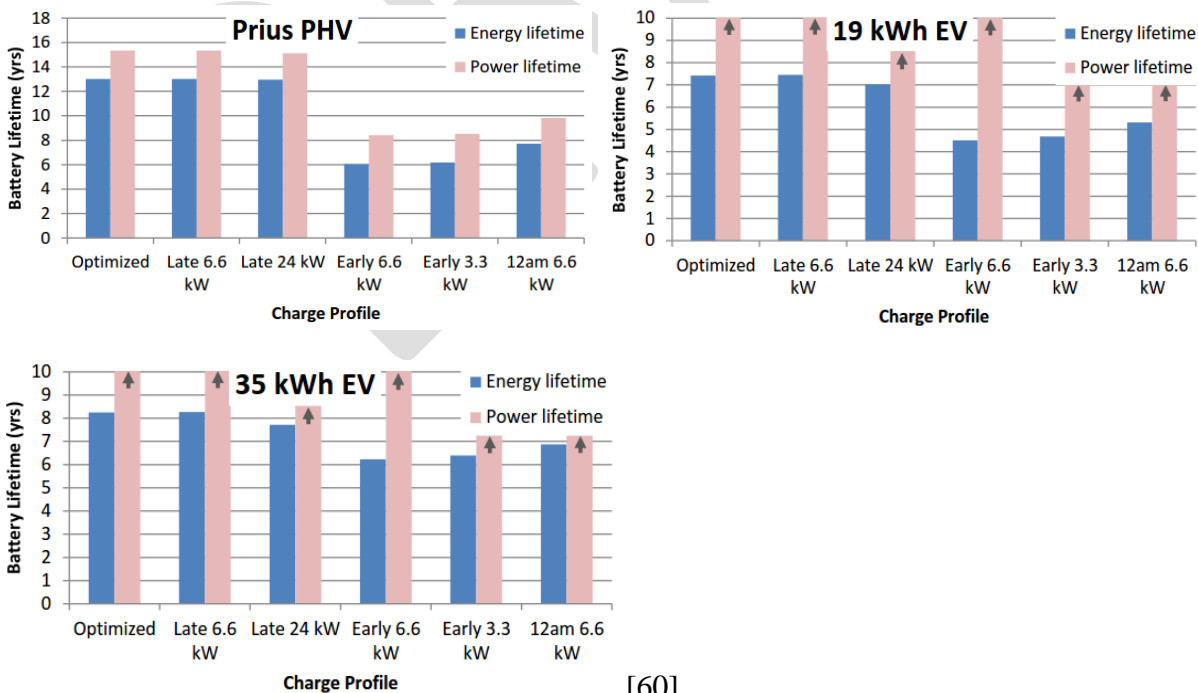 Prius PHV
Energy lifetime
Power lifetime
Battery Lifetime (yrs)
18
16
14
12
10
8
6
4
2
0
Optimized
Late 6.6 kW
Late 24 kW
Early 6.6 kW
Early 3.3 kW
12am 6.6 kW
Charge Profile
19 kWh EV
Energy lifetime
Power lifetime
Battery Lifetime (yrs)
10
9
8
7
6
5
4
3
2
1
0
Optimized
Late 6.6 kW
Late 24 kW
Early 6.6 kW
Early 3.3 kW
12am 6.6 kW
Charge Profile
35 kWh EV
Energy lifetime
Power lifetime
Battery Lifetime (yrs)
10
9
8
7
6
5
4
3
2
1
0
Optimized
Late 6.6 kW
Late 24 kW
Early 6.6 kW
Early 3.3 kW
12am 6.6 kW
Charge Profile
[60]